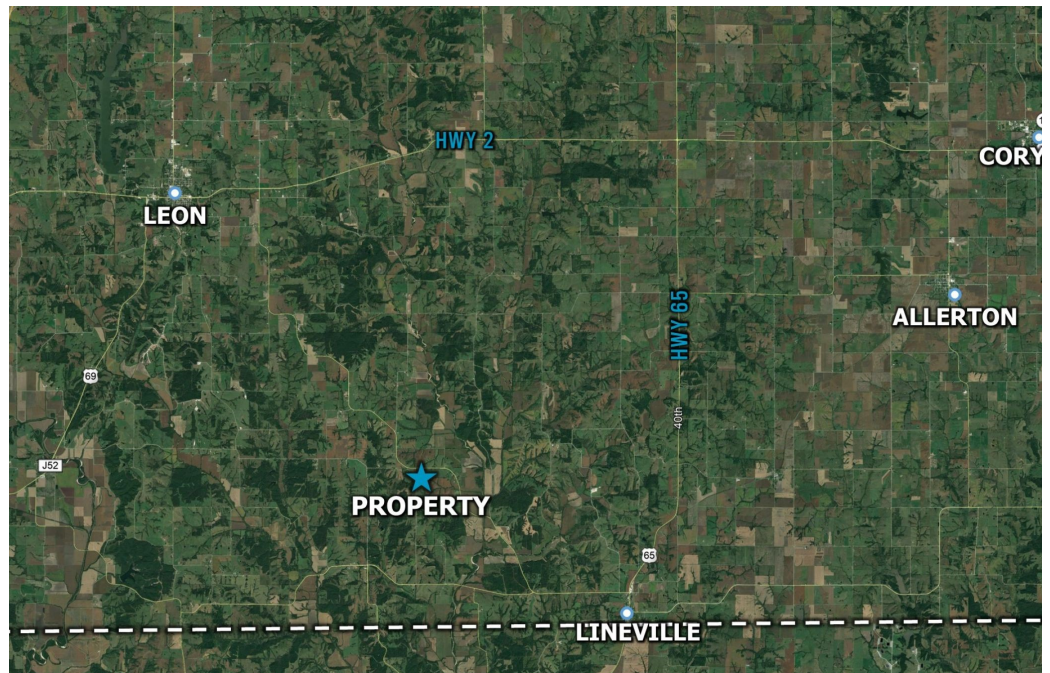 HWY 2
CORY
LEON
ALLERTON
HWY 65
69
40th
J52
PROPERTY
65
LINEVILLE